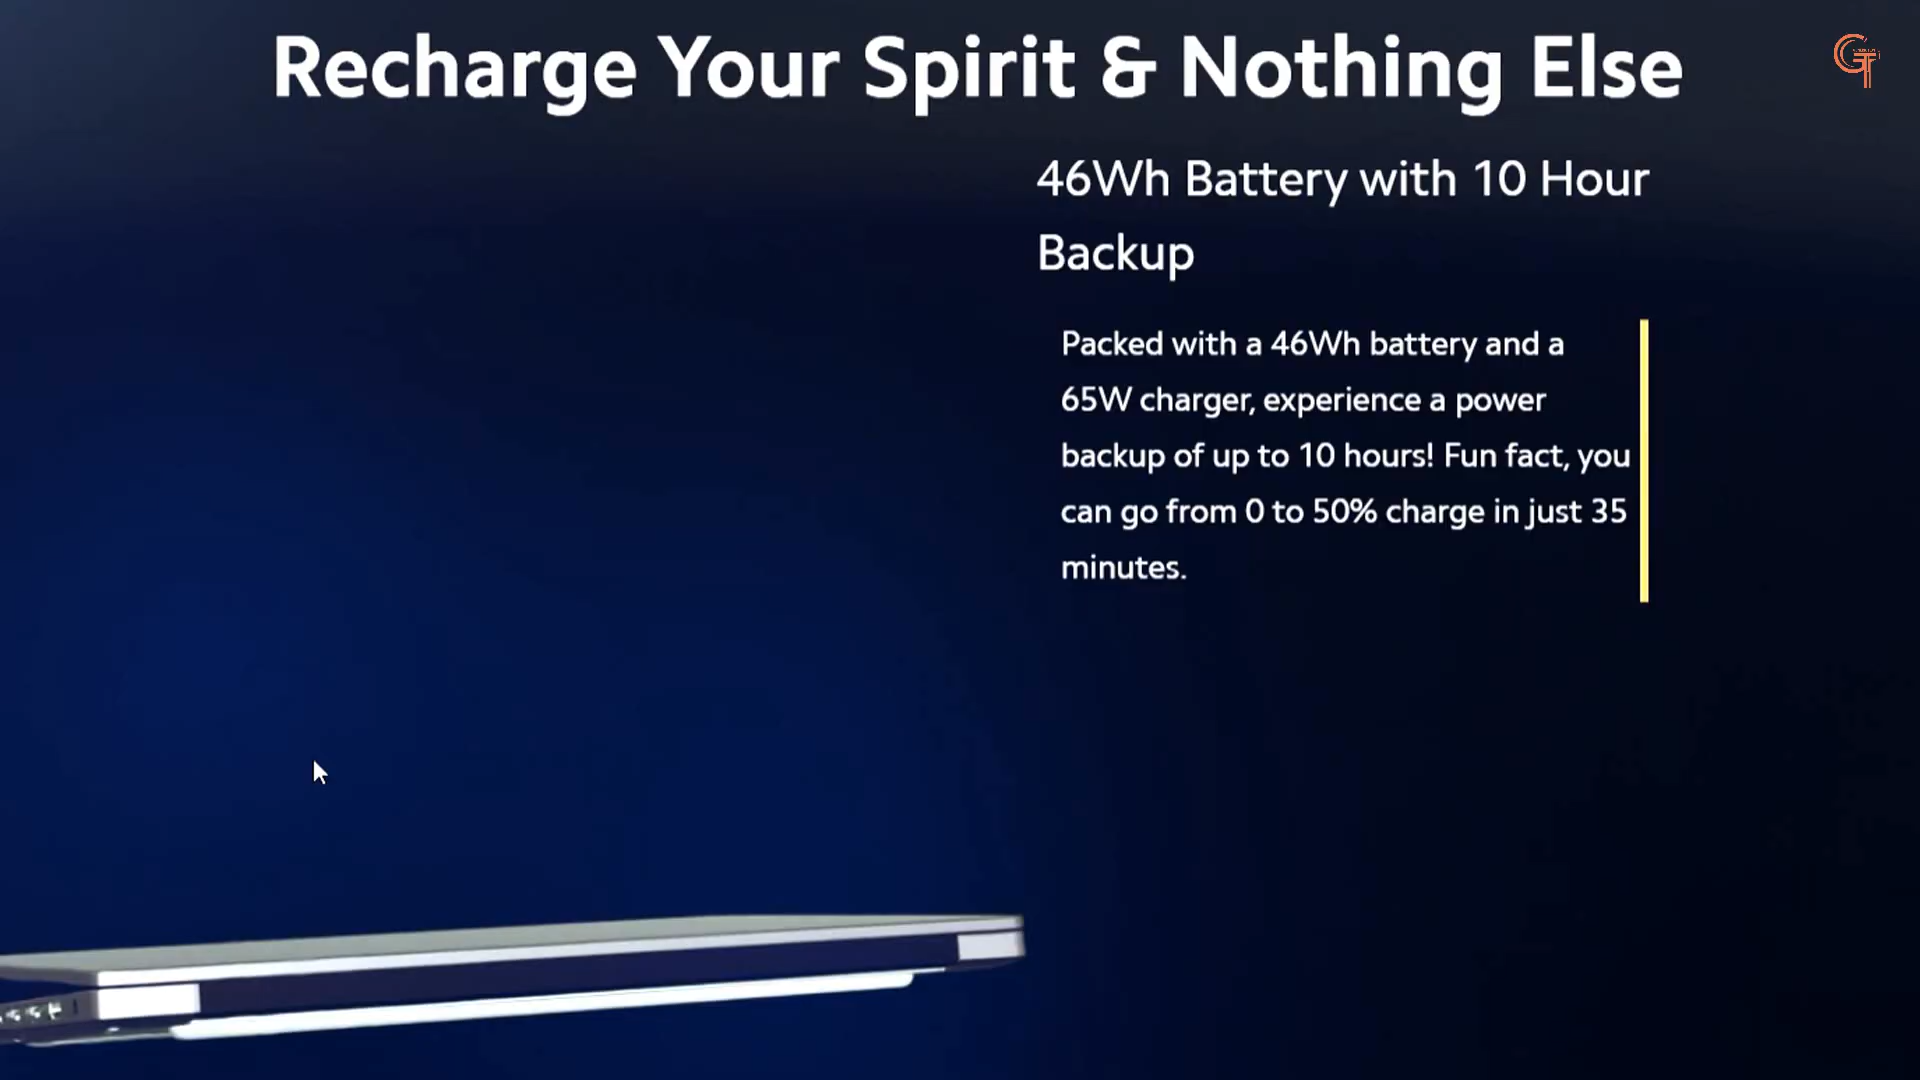 Recharge Your Spirit & Nothing Else
46Wh Battery with 10 Hour
Backup
Packed with a 46Wh battery and a
65W charger, experience a power
backup of up to 10 hours! Fun fact, you
can go from 0 to 50% charge in just 35
minutes.
GT